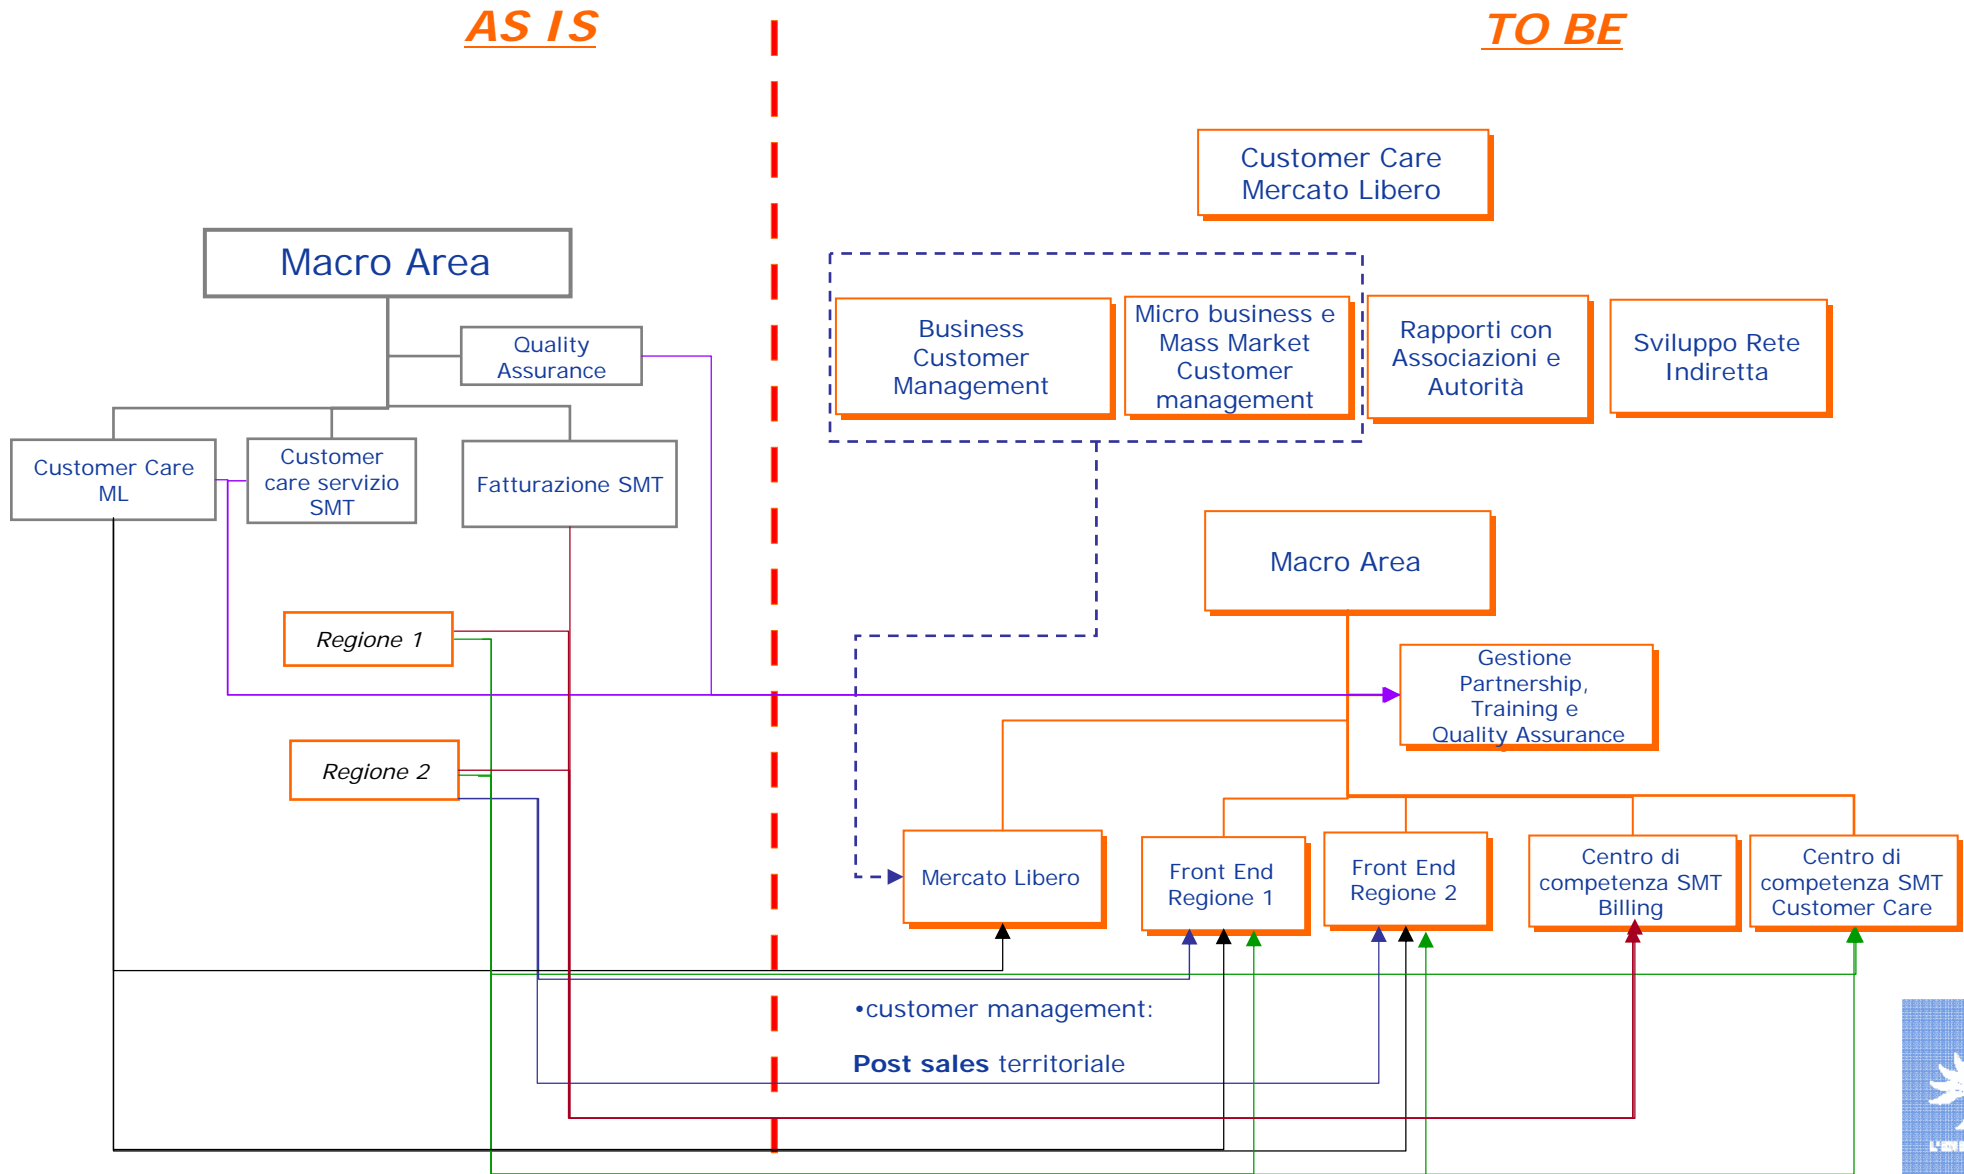 AS IS
TO BE
Customer Care
Mercato Libero
Macro Area
Quality
Assurance
Customer Care
ML
Customer
care servizio
SMT
Fatturazione SMT
Regione 1
Regione 2
Business
Customer
Management
Micro business e
Mass Market
Customer
management
Rapporti con
Associazioni e
Autorità
Sviluppo Rete
Indiretta
Macro Area
Gestione
Partnership,
Training e
Quality Assurance
Mercato Libero
Front End
Regione 1
Front End
Regione 2
Centro di
competenza SMT
Billing
Centro di
competenza SMT
Customer Care
•customer management:
Post sales territoriale